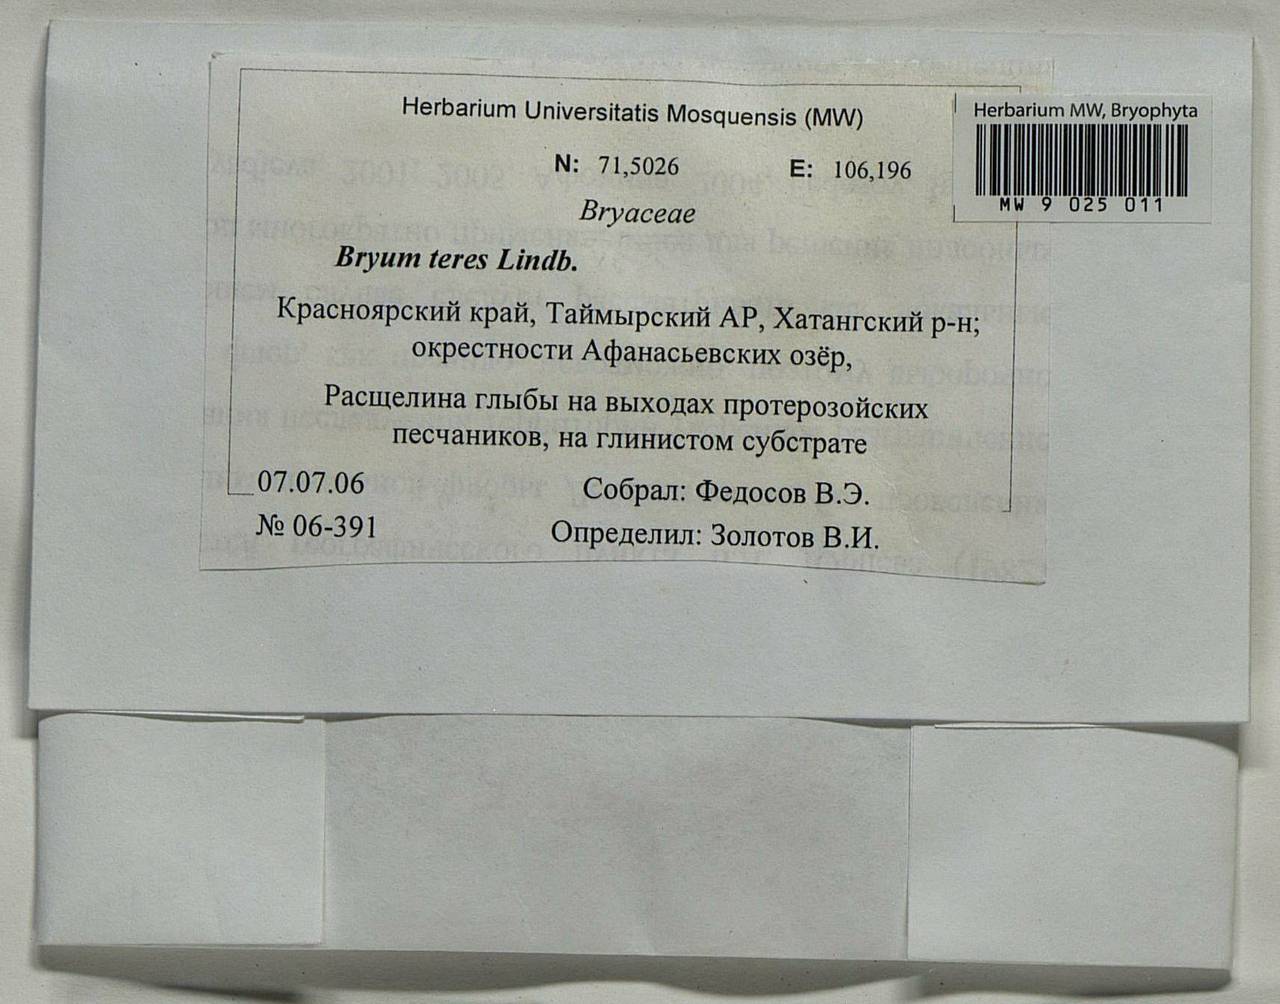 Herbarium Universitatis Mosquensis (MW)
N: 71,5026 E: 106,196
Bryaceae
Bryum teres Lindb.
Красноярский край, Таймырский АР, Хатангский р-н;
окрестности Афанасьевских озёр,
Расщелина глыбы на выходах протерозойских
песчаников, на глинистом субстрате
07.07.06 Собрал: Федосов В.Э.
№ 06-391 Определил: Золотов В.И.
Herbarium MW, Bryophyta
MW 9 025 011